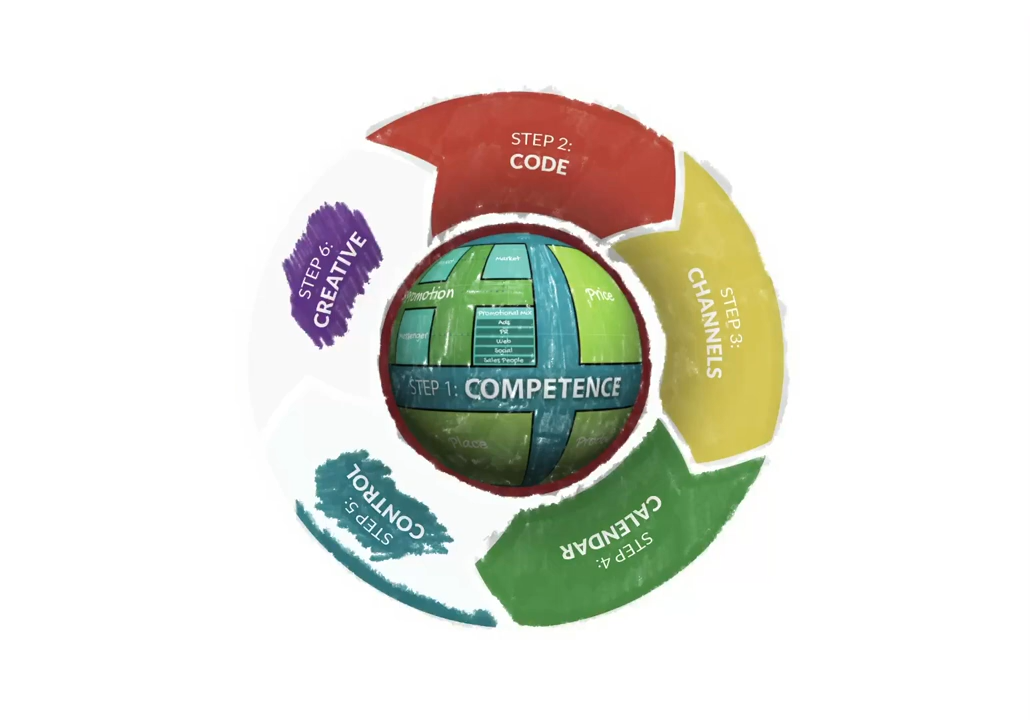 STEP 2:
CODE
STEP 3:
CHANNELS
STEP 4:
CALENDAR
STEP 5:
CONTROL
STEP 6:
CREATIVE
Market
Promotion
Price
Promotional mix
Ads
PR
Web
Social
Sales People
STEP 1: COMPETENCE
Place